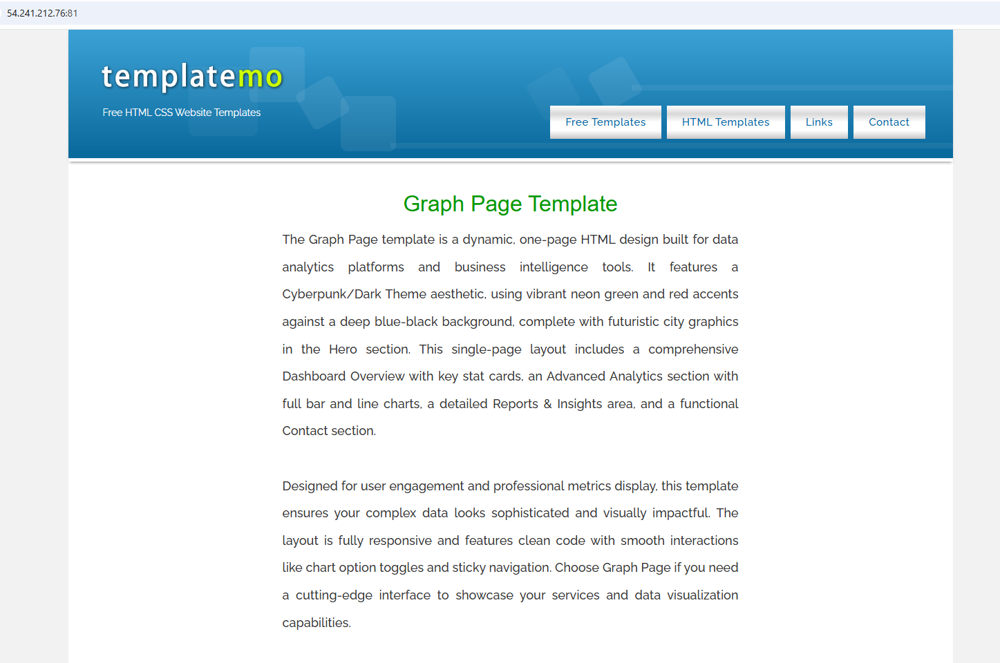 54.241.212.76:81
templatemo
Free HTML CSS Website Templates
Free Templates
HTML Templates
Links
Contact
Graph Page Template
The Graph Page template is a dynamic, one-page HTML design built for data
analytics platforms and business intelligence tools. It features a
Cyberpunk/Dark Theme aesthetic, using vibrant neon green and red accents
against a deep blue-black background, complete with futuristic city graphics
in the Hero section. This single-page layout includes a comprehensive
Dashboard Overview with key stat cards, an Advanced Analytics section with
full bar and line charts, a detailed Reports & Insights area, and a functional
Contact section.
Designed for user engagement and professional metrics display, this template
ensures your complex data looks sophisticated and visually impactful. The
layout is fully responsive and features clean code with smooth interactions
like chart option toggles and sticky navigation. Choose Graph Page if you need
a cutting-edge interface to showcase your services and data visualization
capabilities.